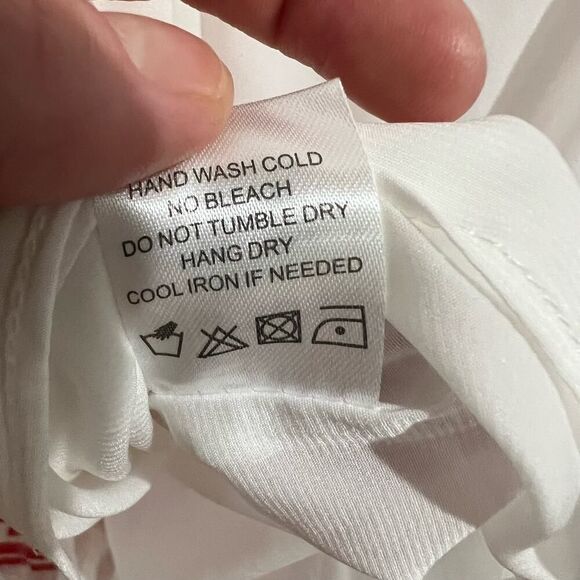 HAND WASH COLD
NO BLEACH
DO NOT TUMBLE DRY
HANG DRY
COOL IRON IF NEEDED